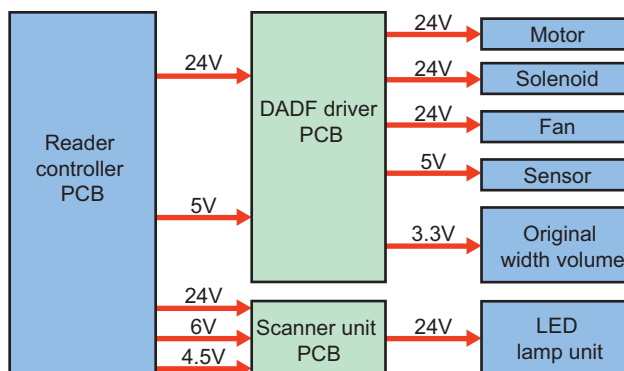 24V
Motor
24V
24V
Solenoid
DADF driver
PCB
24V
Fan
Reader
controller
PCB
5V
Sensor
5V
3.3V
Original
width volume
24V
6V
Scanner unit
PCB
24V
LED
lamp unit
4.5V